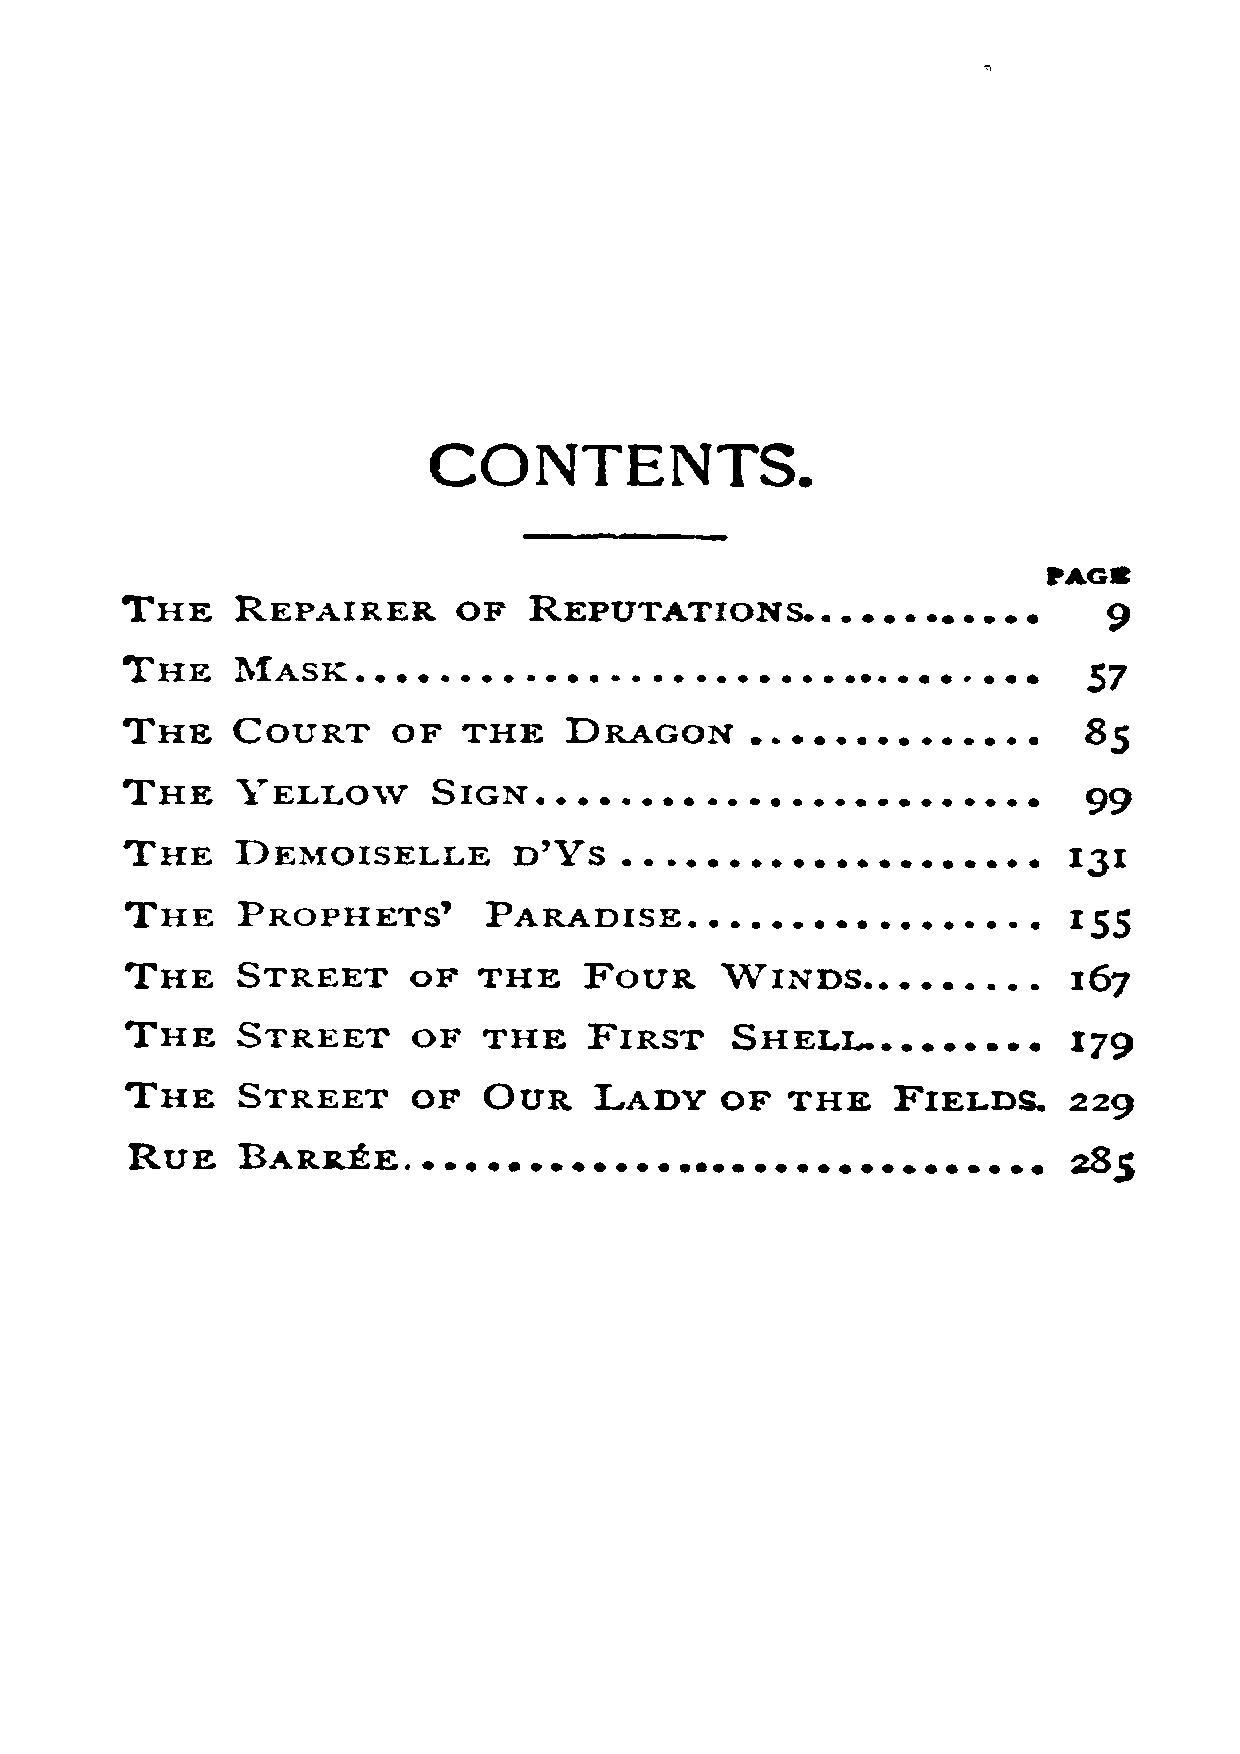 CONTENTS.
PAGE
THE REPAIRER OF REPUTATIONS............ 9
THE MASK................................. 57
THE COURT OF THE DRAGON .............. 85
THE YELLOW SIGN........................ 99
THE DEMOISELLE D'YS .................... 131
THE PROPHETS' PARADISE................. 155
THE STREET OF THE FOUR WINDS......... 167
THE STREET OF THE FIRST SHELL......... 179
THE STREET OF OUR LADY OF THE FIELDS. 229
RUE BARRÉE.............................. 285